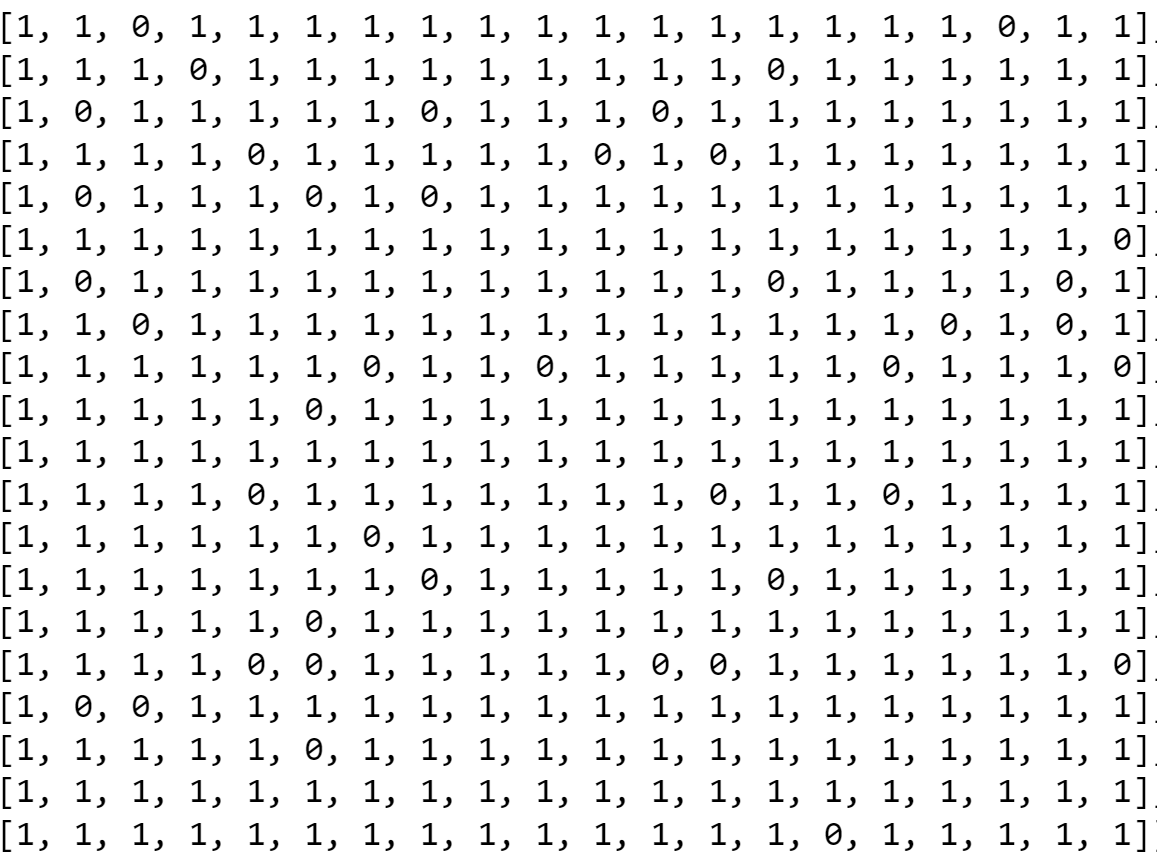 [1, 1, 0, 1, 1, 1, 1, 1, 1, 1, 1, 1, 1, 1, 1, 1, 1, 0, 1, 1],
[1, 1, 1, 0, 1, 1, 1, 1, 1, 1, 1, 1, 1, 0, 1, 1, 1, 1, 1, 1],
[1, 0, 1, 1, 1, 1, 1, 0, 1, 1, 1, 0, 1, 1, 1, 1, 1, 1, 1, 1],
[1, 1, 1, 1, 0, 1, 1, 1, 1, 1, 0, 1, 0, 1, 1, 1, 1, 1, 1, 1],
[1, 0, 1, 1, 1, 0, 1, 0, 1, 1, 1, 1, 1, 1, 1, 1, 1, 1, 1, 1],
[1, 1, 1, 1, 1, 1, 1, 1, 1, 1, 1, 1, 1, 1, 1, 1, 1, 1, 1, 0],
[1, 0, 1, 1, 1, 1, 1, 1, 1, 1, 1, 1, 1, 0, 1, 1, 1, 1, 0, 1],
[1, 1, 0, 1, 1, 1, 1, 1, 1, 1, 1, 1, 1, 1, 1, 1, 0, 1, 0, 1],
[1, 1, 1, 1, 1, 1, 0, 1, 1, 0, 1, 1, 1, 1, 1, 0, 1, 1, 1, 0],
[1, 1, 1, 1, 1, 0, 1, 1, 1, 1, 1, 1, 1, 1, 1, 1, 1, 1, 1, 1],
[1, 1, 1, 1, 1, 1, 1, 1, 1, 1, 1, 1, 1, 1, 1, 1, 1, 1, 1, 1],
[1, 1, 1, 1, 0, 1, 1, 1, 1, 1, 1, 1, 0, 1, 1, 0, 1, 1, 1, 1],
[1, 1, 1, 1, 1, 1, 0, 1, 1, 1, 1, 1, 1, 1, 1, 1, 1, 1, 1, 1],
[1, 1, 1, 1, 1, 1, 1, 0, 1, 1, 1, 1, 1, 0, 1, 1, 1, 1, 1, 1],
[1, 1, 1, 1, 1, 0, 1, 1, 1, 1, 1, 1, 1, 1, 1, 1, 1, 1, 1, 1],
[1, 1, 1, 1, 0, 0, 1, 1, 1, 1, 1, 0, 0, 1, 1, 1, 1, 1, 1, 0],
[1, 0, 0, 1, 1, 1, 1, 1, 1, 1, 1, 1, 1, 1, 1, 1, 1, 1, 1, 1],
[1, 1, 1, 1, 1, 0, 1, 1, 1, 1, 1, 1, 1, 1, 1, 1, 1, 1, 1, 1],
[1, 1, 1, 1, 1, 1, 1, 1, 1, 1, 1, 1, 1, 1, 1, 1, 1, 1, 1, 1],
[1, 1, 1, 1, 1, 1, 1, 1, 1, 1, 1, 1, 1, 1, 0, 1, 1, 1, 1, 1]